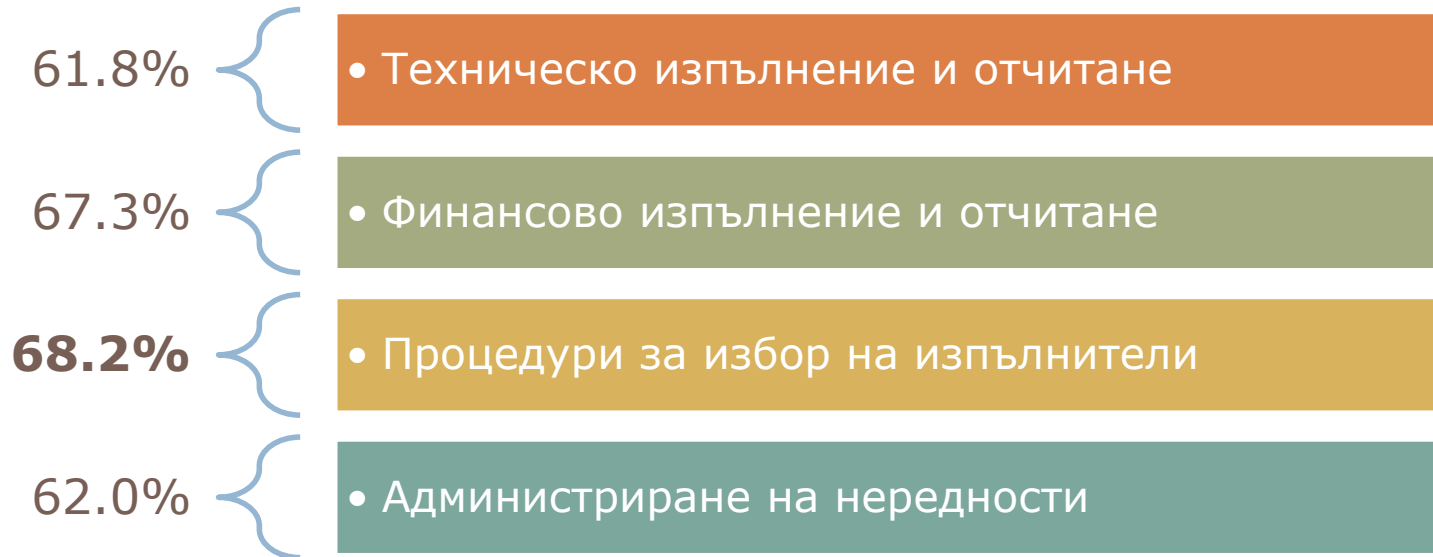 61.8%
• Техническо изпълнение и отчитане
67.3%
• Финансово изпълнение и отчитане
68.2%
• Процедури за избор на изпълнители
62.0%
• Администриране на нередности